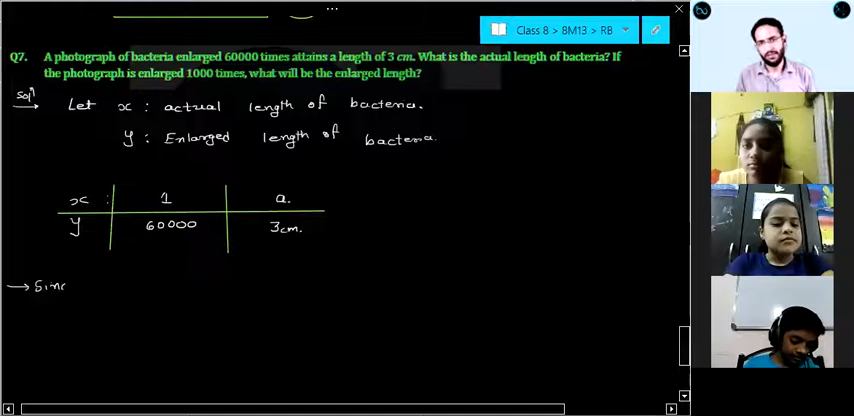 Class 8 > 8M13 > RB
Q7. A photograph of bacteria enlarged 60000 times attains a length of 3 cm. What is the actual length of bacteria? If
the photograph is enlarged 1000 times, what will be the enlarged length?
Solⁿ
→ Let x : actual length of bacteria.
y : Enlarged length of bacteria.
x : 1 a.
y 60000 3cm.
→ Sinc